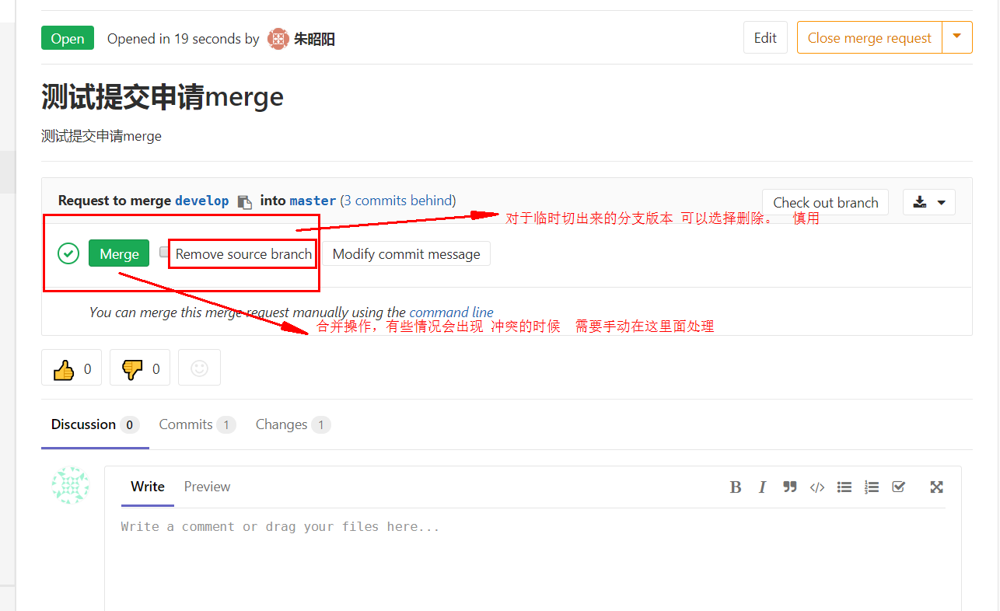 Open Opened in 19 seconds by 朱昭阳 Edit Close merge request
测试提交申请merge
测试提交申请merge
Request to merge develop into master (3 commits behind) Check out branch
对于临时切出来的分支版本 可以选择删除。 慎用
Merge Remove source branch Modify commit message
You can merge this merge request manually using the command line
合并操作，有些情况会出现 冲突的时候 需要手动在这里面处理
0 0
Discussion 0 Commits 1 Changes 1
Write Preview
Write a comment or drag your files here...